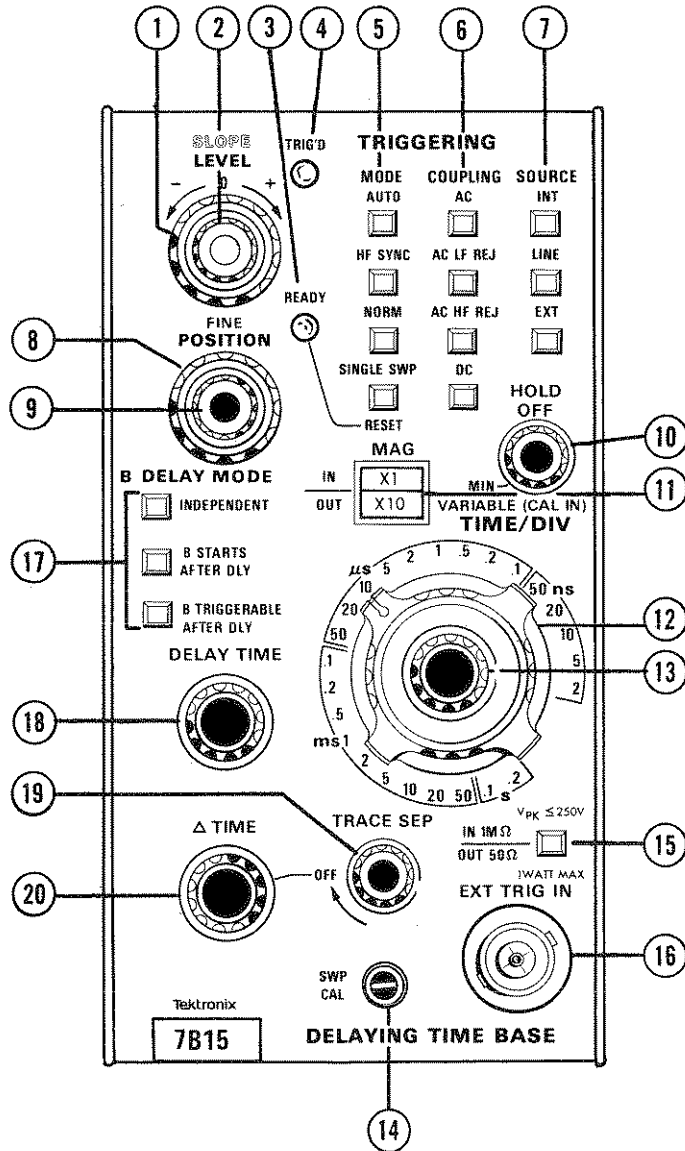 1 2 3 4 5 6 7
SLOPE
LEVEL
- 0 +
TRIG'D
TRIGGERING
MODE COUPLING SOURCE
AUTO AC INT
HF SYNC AC LF REJ LINE
READY
NORM AC HF REJ EXT
SINGLE SWP DC
RESET
8
FINE
POSITION
9
HOLD
OFF
10
MIN
MAG
IN X1
OUT X10
11
B DELAY MODE
INDEPENDENT
B STARTS
AFTER DLY
B TRIGGERABLE
AFTER DLY
17
VARIABLE (CAL IN)
TIME/DIV
µs
50 20 10 5 2 1 .5 .2 .1
50 ns
20
10
5
2
12
13
.1
.2
.5
ms 1
2
5
10
20
50
.1 s
.2
DELAY TIME
18
19
TRACE SEP
OFF
Δ TIME
20
VPK ≤ 250V
IN 1MΩ
OUT 50Ω
15
1WATT MAX
EXT TRIG IN
16
SWP
CAL
14
Tektronix
7B15
DELAYING TIME BASE